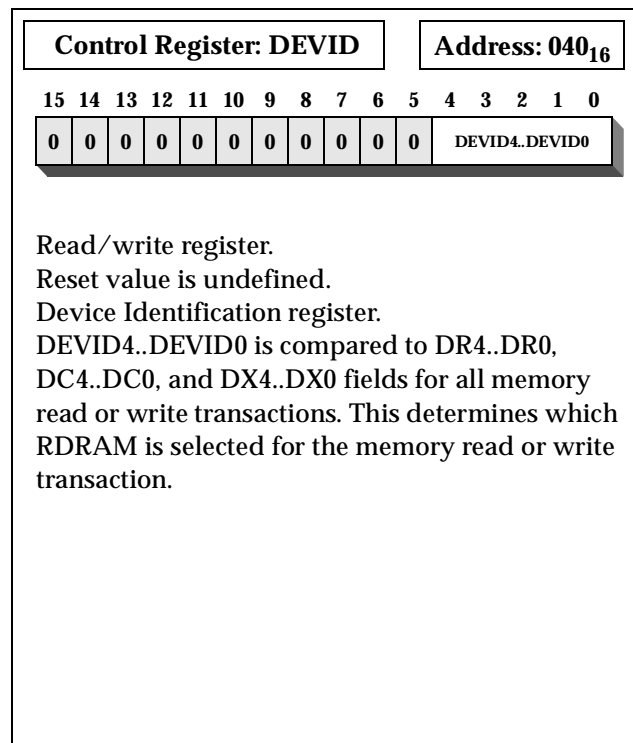 Control Register: DEVID Address: 040₁₆
15 14 13 12 11 10 9 8 7 6 5 4 3 2 1 0
0 0 0 0 0 0 0 0 0 0 0 DEVID4..DEVID0
Read/write register.
Reset value is undefined.
Device Identification register.
DEVID4..DEVID0 is compared to DR4..DR0,
DC4..DC0, and DX4..DX0 fields for all memory
read or write transactions. This determines which
RDRAM is selected for the memory read or write
transaction.